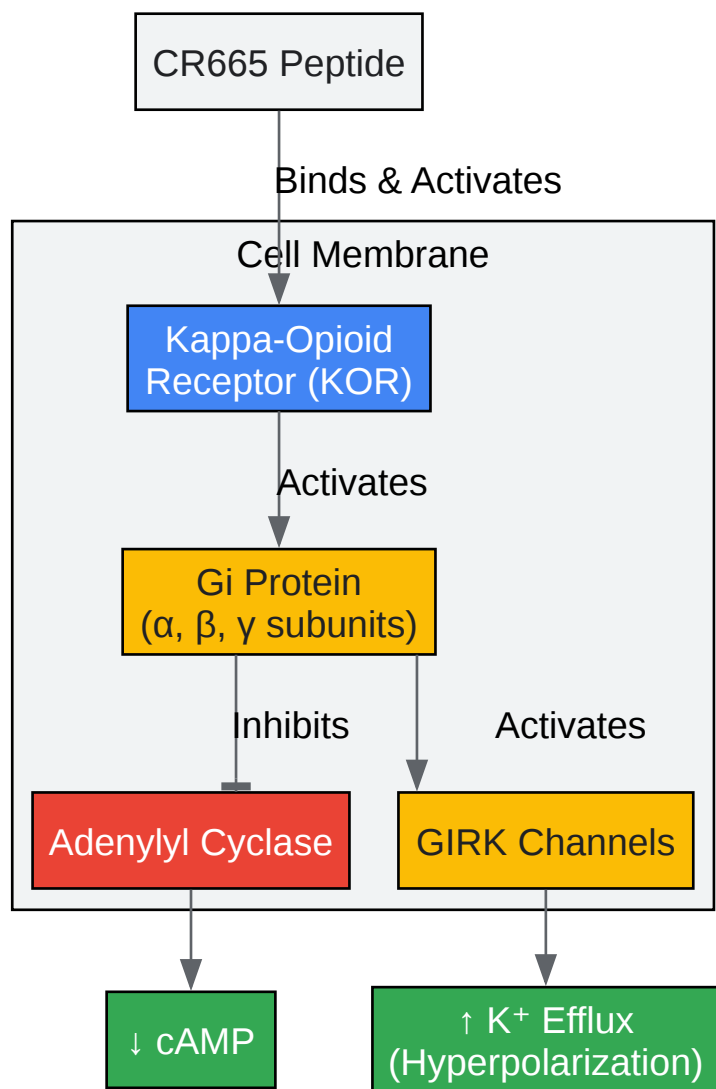 CR665 Peptide
Binds & Activates
Cell Membrane
Kappa-Opioid
Receptor (KOR)
Activates
Gi Protein
(α, β, γ subunits)
Inhibits
Activates
Adenylyl Cyclase
GIRK Channels
↓ cAMP
↑ K⁺ Efflux
(Hyperpolarization)